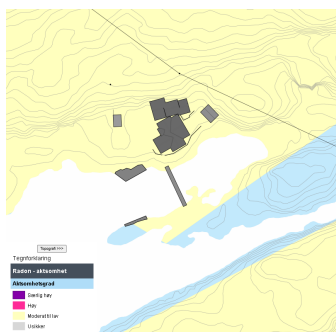 Topografi >>>
Tegnforklaring
Radon - aktsomhet
Aktsomhetsgrad
Særlig høy
Høy
Moderat til lav
Usikker